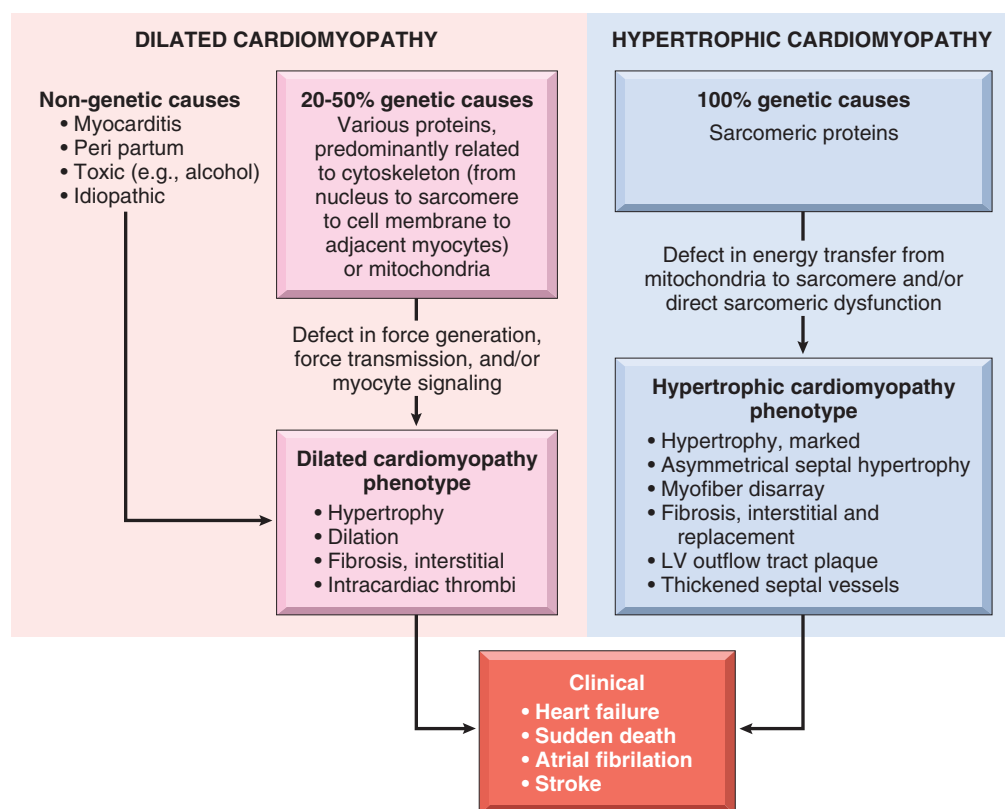 DILATED CARDIOMYOPATHY
Non-genetic causes
• Myocarditis
• Peri partum
• Toxic (e.g., alcohol)
• Idiopathic
20-50% genetic causes
Various proteins,
predominantly related
to cytoskeleton (from
nucleus to sarcomere
to cell membrane to
adjacent myocytes)
or mitochondria
Defect in force generation,
force transmission, and/or
myocyte signaling
Dilated cardiomyopathy
phenotype
• Hypertrophy
• Dilation
• Fibrosis, interstitial
• Intracardiac thrombi
HYPERTROPHIC CARDIOMYOPATHY
100% genetic causes
Sarcomeric proteins
Defect in energy transfer from
mitochondria to sarcomere and/or
direct sarcomeric dysfunction
Hypertrophic cardiomyopathy
phenotype
• Hypertrophy, marked
• Asymmetrical septal hypertrophy
• Myofiber disarray
• Fibrosis, interstitial and
replacement
• LV outflow tract plaque
• Thickened septal vessels
Clinical
• Heart failure
• Sudden death
• Atrial fibrilation
• Stroke